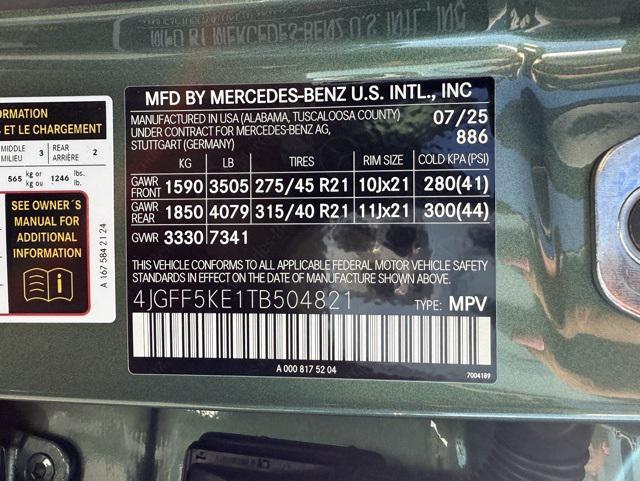 MFD BY MERCEDES-BENZ U.S. INTL., INC
MANUFACTURED IN USA (ALABAMA, TUSCALOOSA COUNTY) 07/25
UNDER CONTRACT FOR MERCEDES-BENZ AG, 886
STUTTGART (GERMANY)
KG LB TIRES RIM SIZE COLD KPA (PSI)
GAWR FRONT 1590 3505 275/45 R21 10Jx21 280(41)
GAWR REAR 1850 4079 315/40 R21 11Jx21 300(44)
GVWR 3330 7341
THIS VEHICLE CONFORMS TO ALL APPLICABLE FEDERAL MOTOR VEHICLE SAFETY
STANDARDS IN EFFECT ON THE DATE OF MANUFACTURE SHOWN ABOVE.
4JGFF5KE1TB504821 TYPE: MPV
A 000 817 52 04
7004189
ORMATION
S ET LE CHARGEMENT
MIDDLE MILIEU 3 REAR ARRIÈRE 2
565 kg or kg ou 1246 lbs. lb.
SEE OWNER'S
MANUAL FOR
ADDITIONAL
INFORMATION
A 167 584 21 24